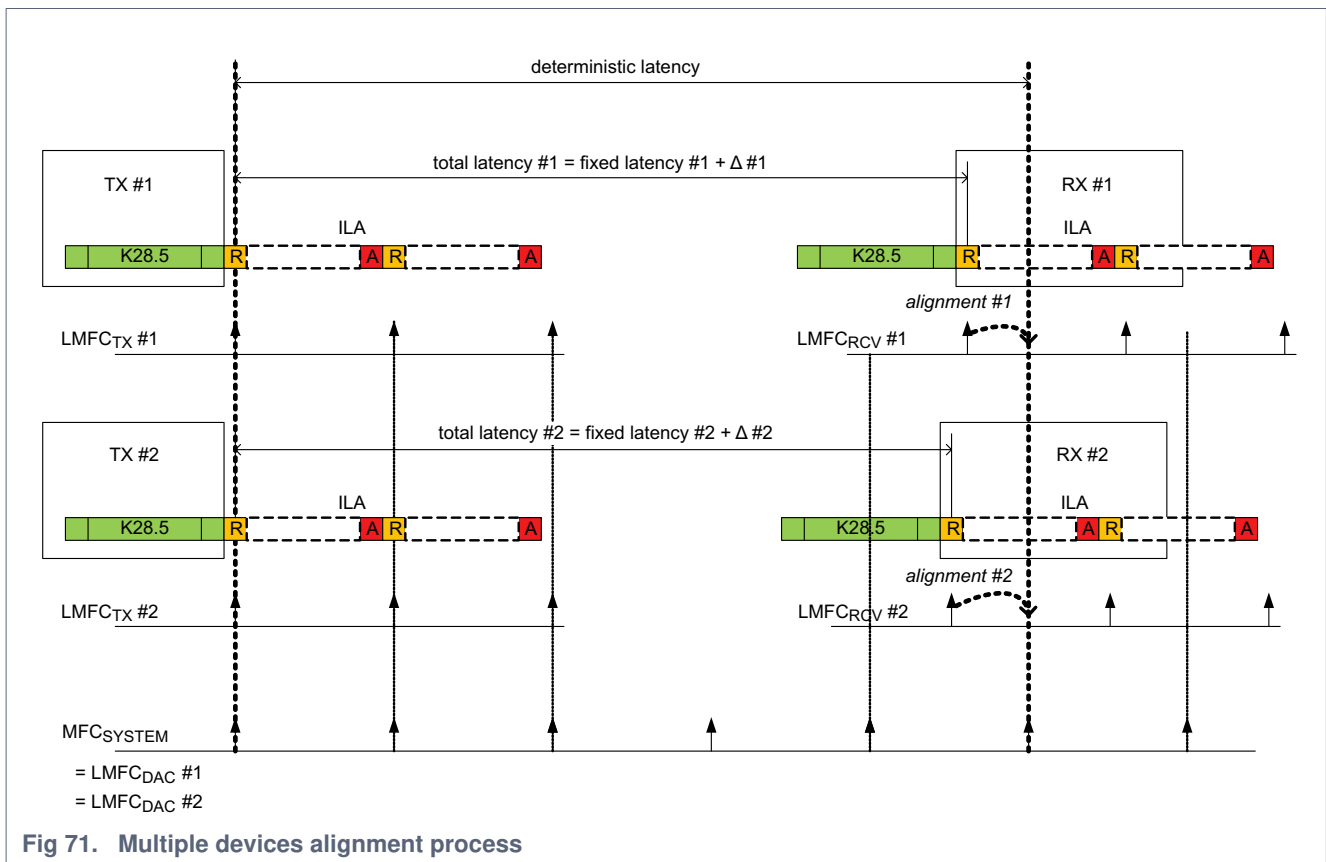 deterministic latency
total latency #1 = fixed latency #1 + Δ #1
TX #1
RX #1
ILA
ILA
K28.5
R
A
R
A
K28.5
R
A
R
A
alignment #1
LMFCTX #1
LMFCRCV #1
total latency #2 = fixed latency #2 + Δ #2
TX #2
RX #2
ILA
ILA
K28.5
R
A
R
A
K28.5
R
A
R
A
alignment #2
LMFCTX #2
LMFCRCV #2
MFCSYSTEM
= LMFCDAC #1
= LMFCDAC #2
Fig 71. Multiple devices alignment process